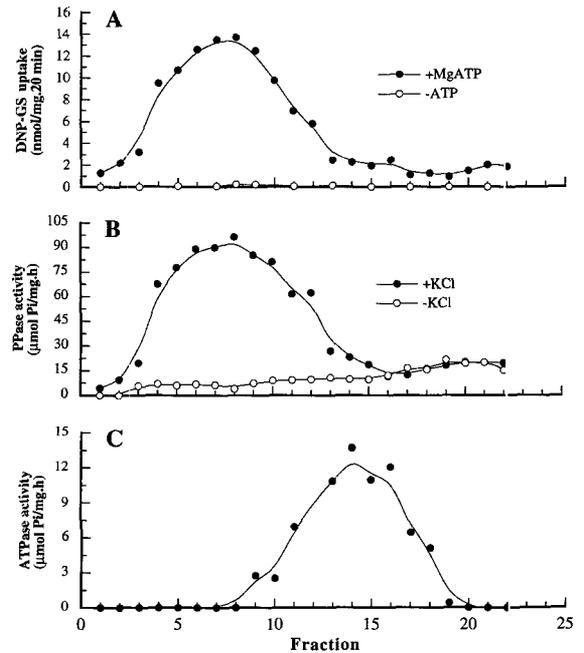 A
DNP-GS uptake
(nmol/mg.20 min)
16
14
12
10
8
6
4
2
0
+MgATP
-ATP
B
PPase activity
(μmol Pi/mg.h)
105
90
75
60
45
30
15
0
+KCl
-KCl
C
ATPase activity
(μmol Pi/mg.h)
15
12
9
6
3
0
0 5 10 15 20 25
Fraction